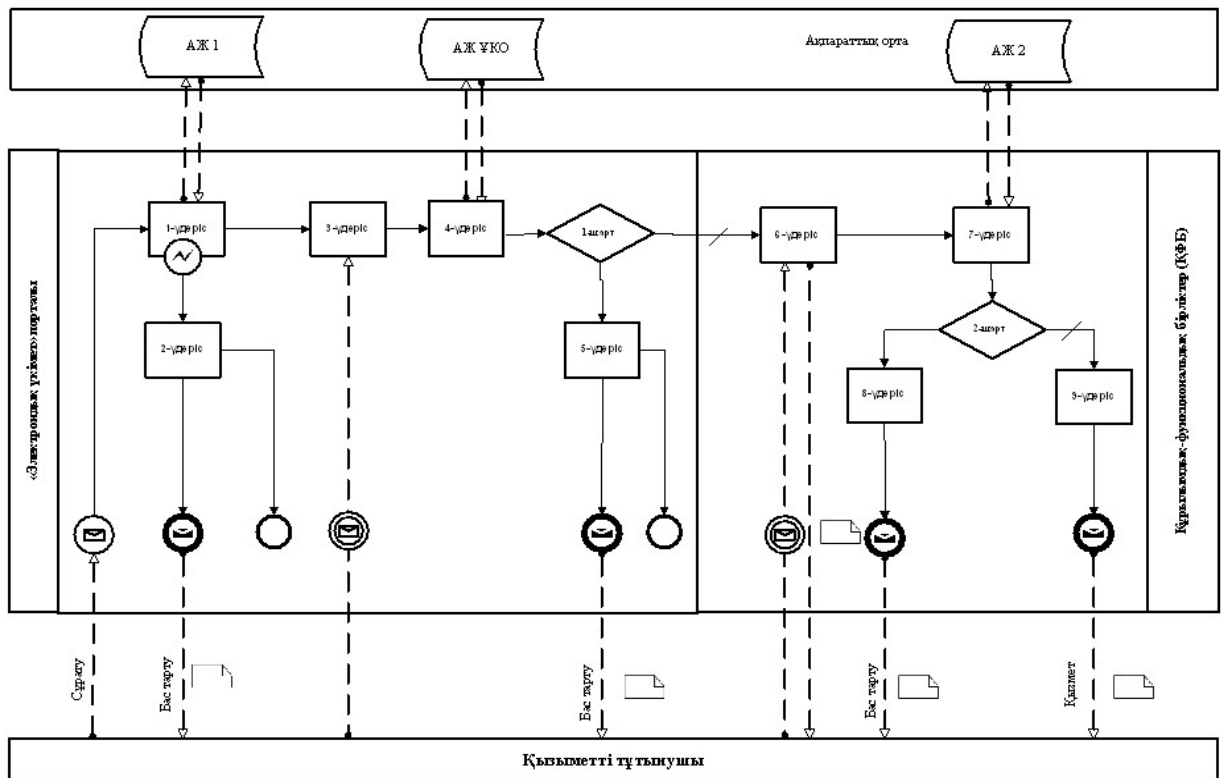 АЖ 1
АЖ ҰКО
Ақпараттық орта
АЖ 2
«Электрондық үкімет» порталы
1-үдеріс
3-үдеріс
4-үдеріс
1-шарт
6-үдеріс
7-үдеріс
2-үдеріс
5-үдеріс
2-шарт
8-үдеріс
9-үдеріс
Құрылымдық-функциональдық бірліктер (ҚФБ)
Сұрату
Бас тарту
Бас тарту
Бас тарту
Қызмет
Қызыметті тұтынушы